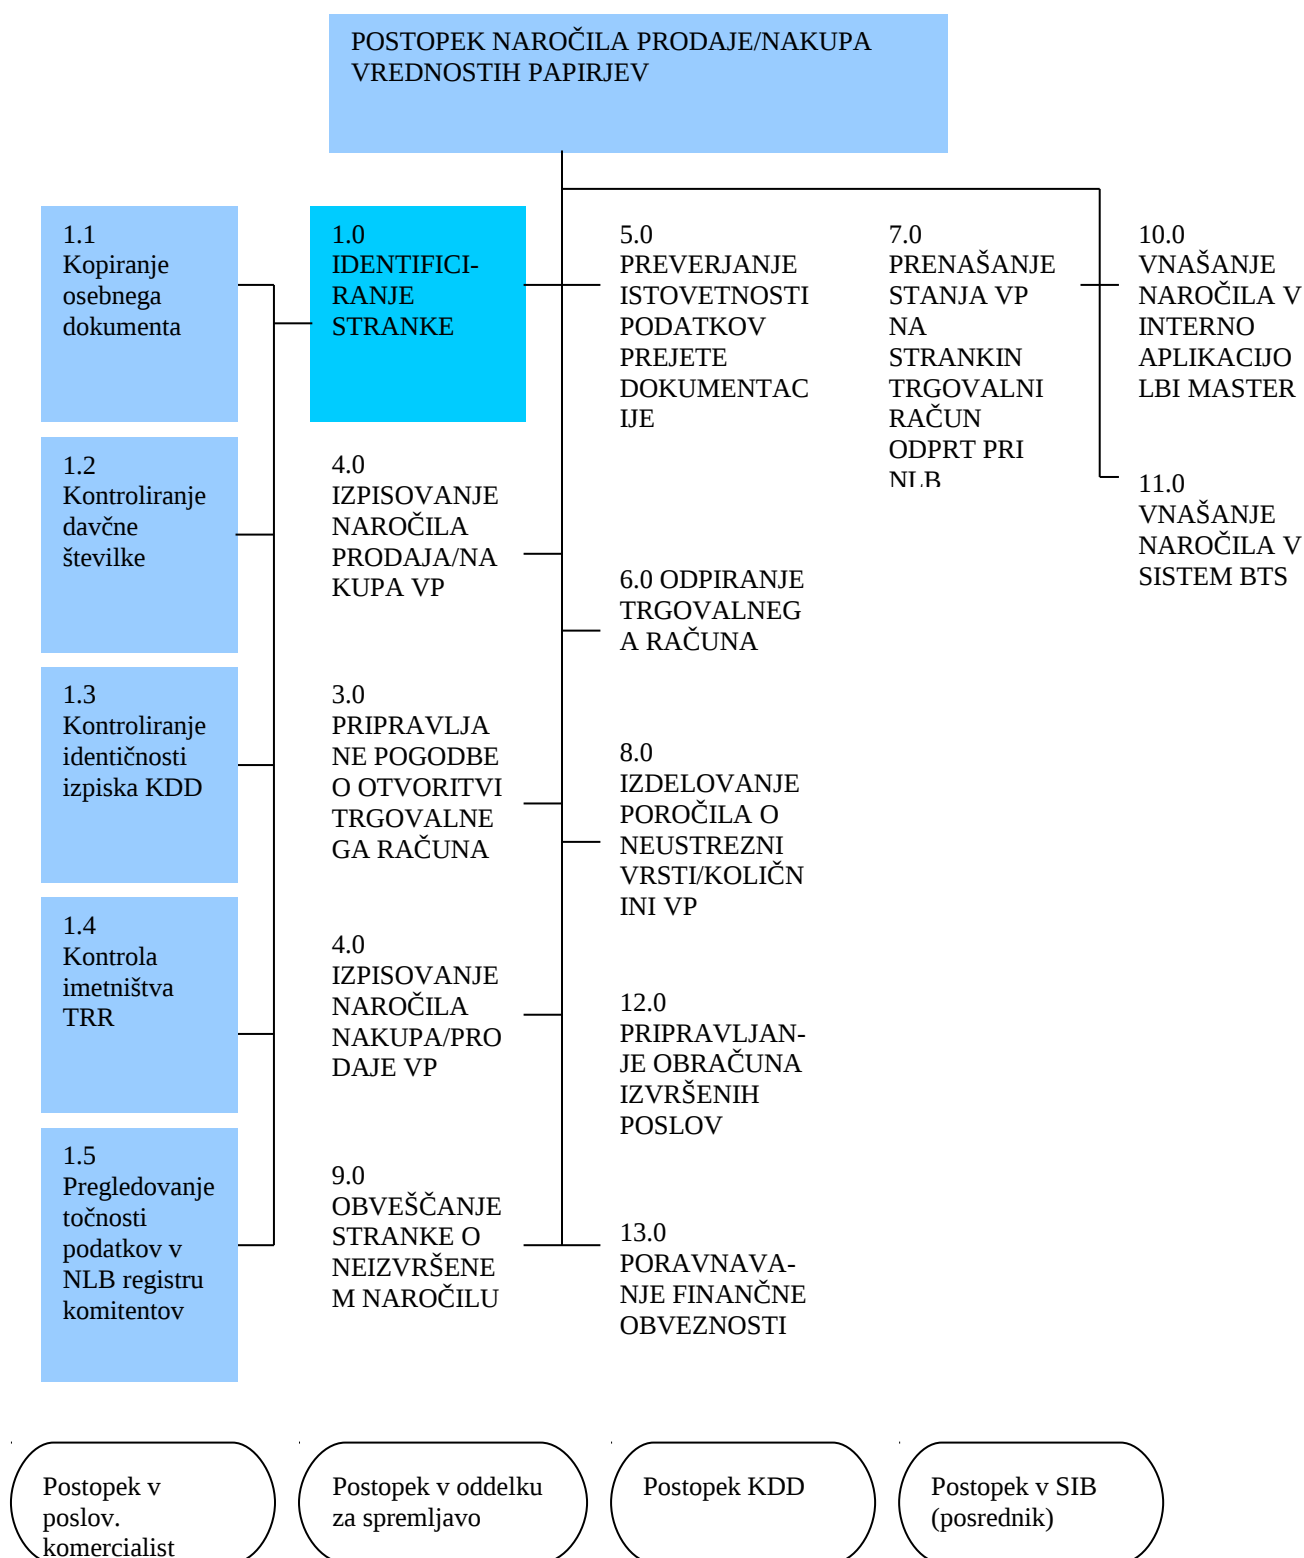 POSTOPEK NAROČILA PRODAJE/NAKUPA
VREDNOSTIH PAPIRJEV
1.1
Kopiranje
osebnega
dokumenta
1.2
Kontroliranje
davčne
številke
1.3
Kontroliranje
identičnosti
izpiska KDD
1.4
Kontrola
imetništva
TRR
1.5
Pregledovanje
točnosti
podatkov v
NLB registru
komitentov
1.0
IDENTIFICI-
RANJE
STRANKE
4.0
IZPISOVANJE
NAROČILA
PRODAJA/NA
KUPA VP
3.0
PRIPRAVLJA
NE POGODBE
O OTVORITVI
TRGOVALNE
GA RAČUNA
4.0
IZPISOVANJE
NAROČILA
NAKUPA/PRO
DAJE VP
9.0
OBVEŠČANJE
STRANKE O
NEIZVRŠENE
M NAROČILU
5.0
PREVERJANJE
ISTOVETNOSTI
PODATKOV
PREJETE
DOKUMENTAC
IJE
6.0 ODPIRANJE
TRGOVALNEG
A RAČUNA
8.0
IZDELOVANJE
POROČILA O
NEUSTREZNI
VRSTI/KOLIČN
INI VP
12.0
PRIPRAVLJAN-
JE OBRAČUNA
IZVRŠENIH
POSLOV
13.0
PORAVNAVA-
NJE FINANČNE
OBVEZNOSTI
7.0
PRENAŠANJE
STANJA VP
NA
STRANKIN
TRGOVALNI
RAČUN
ODPRT PRI
NLB
10.0
VNAŠANJE
NAROČILA V
INTERNO
APLIKACIJO
LBI MASTER
11.0
VNAŠANJE
NAROČILA V
SISTEM BTS
Postopek v
poslov.
komercialist
Postopek v oddelku
za spremljavo
Postopek KDD
Postopek v SIB
(posrednik)